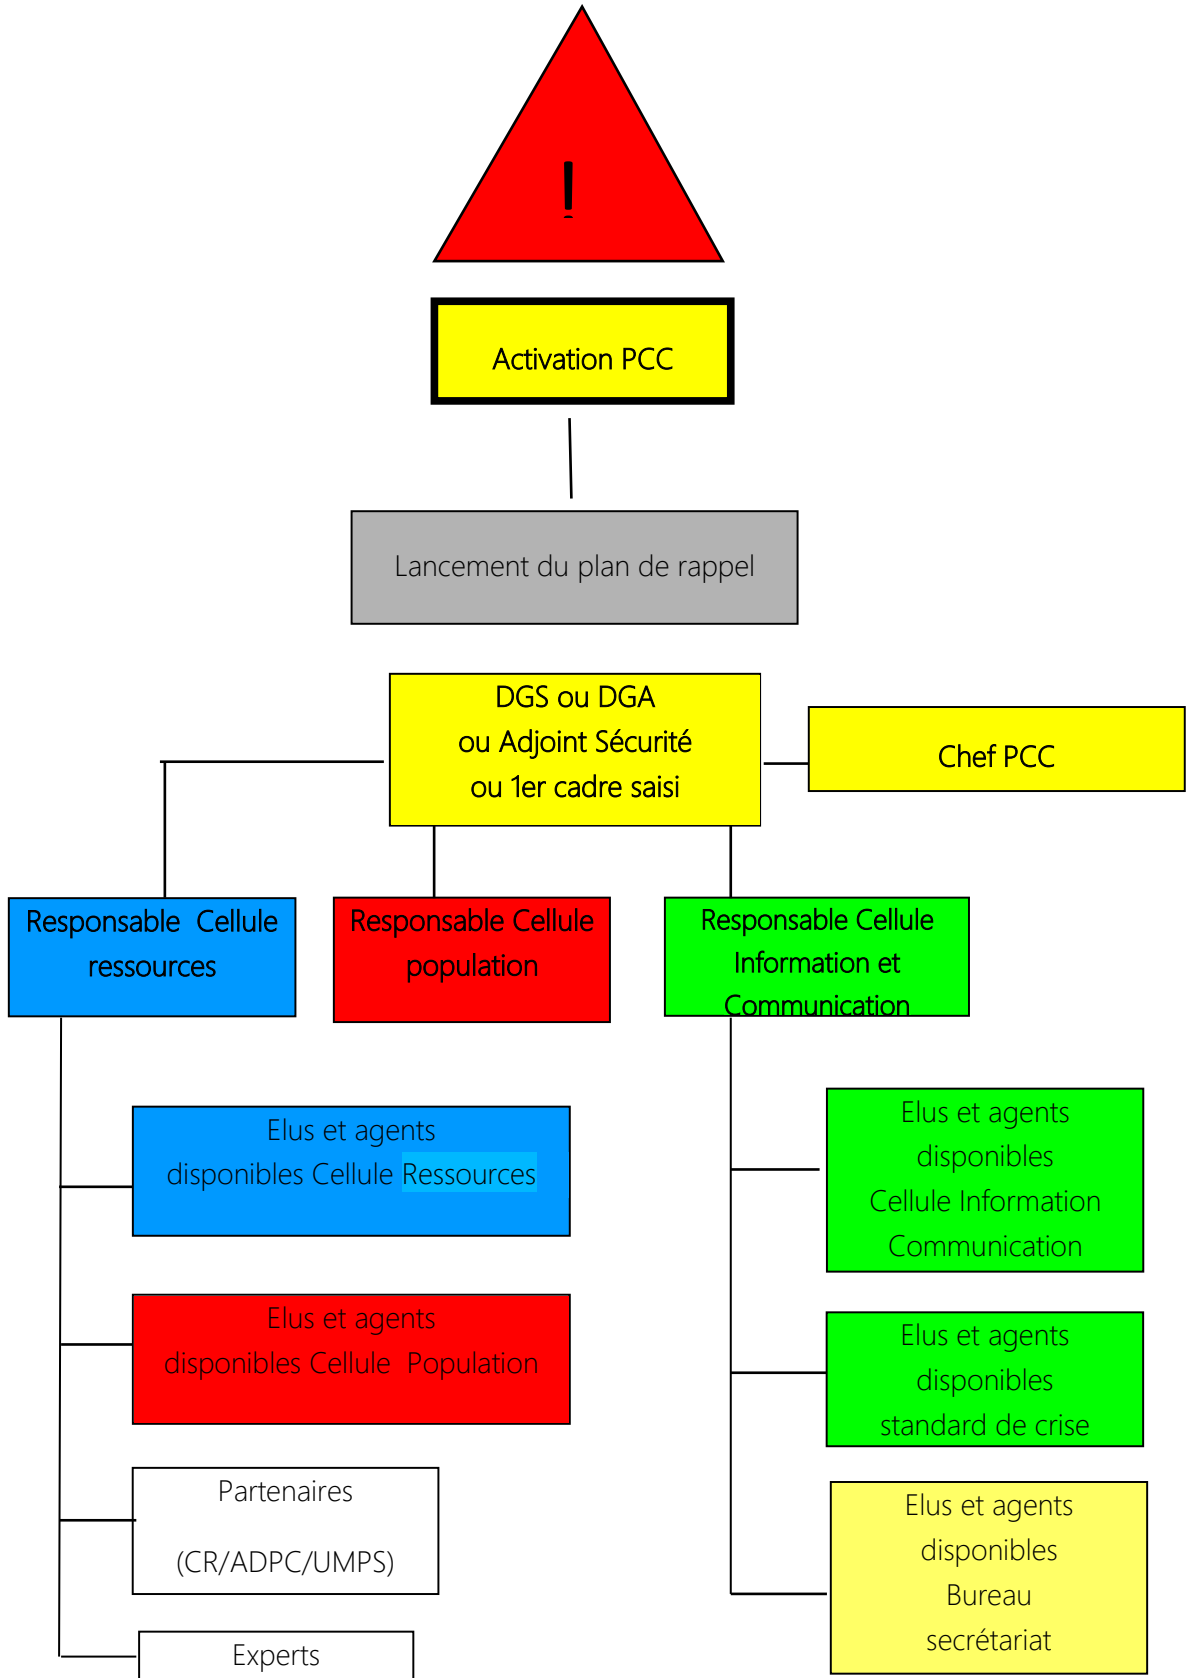 !
Activation PCC
Lancement du plan de rappel
DGS ou DGA
ou Adjoint Sécurité
ou 1er cadre saisi
Chef PCC
Responsable Cellule
ressources
Responsable Cellule
population
Responsable Cellule
Information et
Communication
Elus et agents
disponibles Cellule Ressources
Elus et agents
disponibles Cellule Population
Partenaires
(CR/ADPC/UMPS)
Experts
Elus et agents
disponibles
Cellule Information
Communication
Elus et agents
disponibles
standard de crise
Elus et agents
disponibles
Bureau
secrétariat